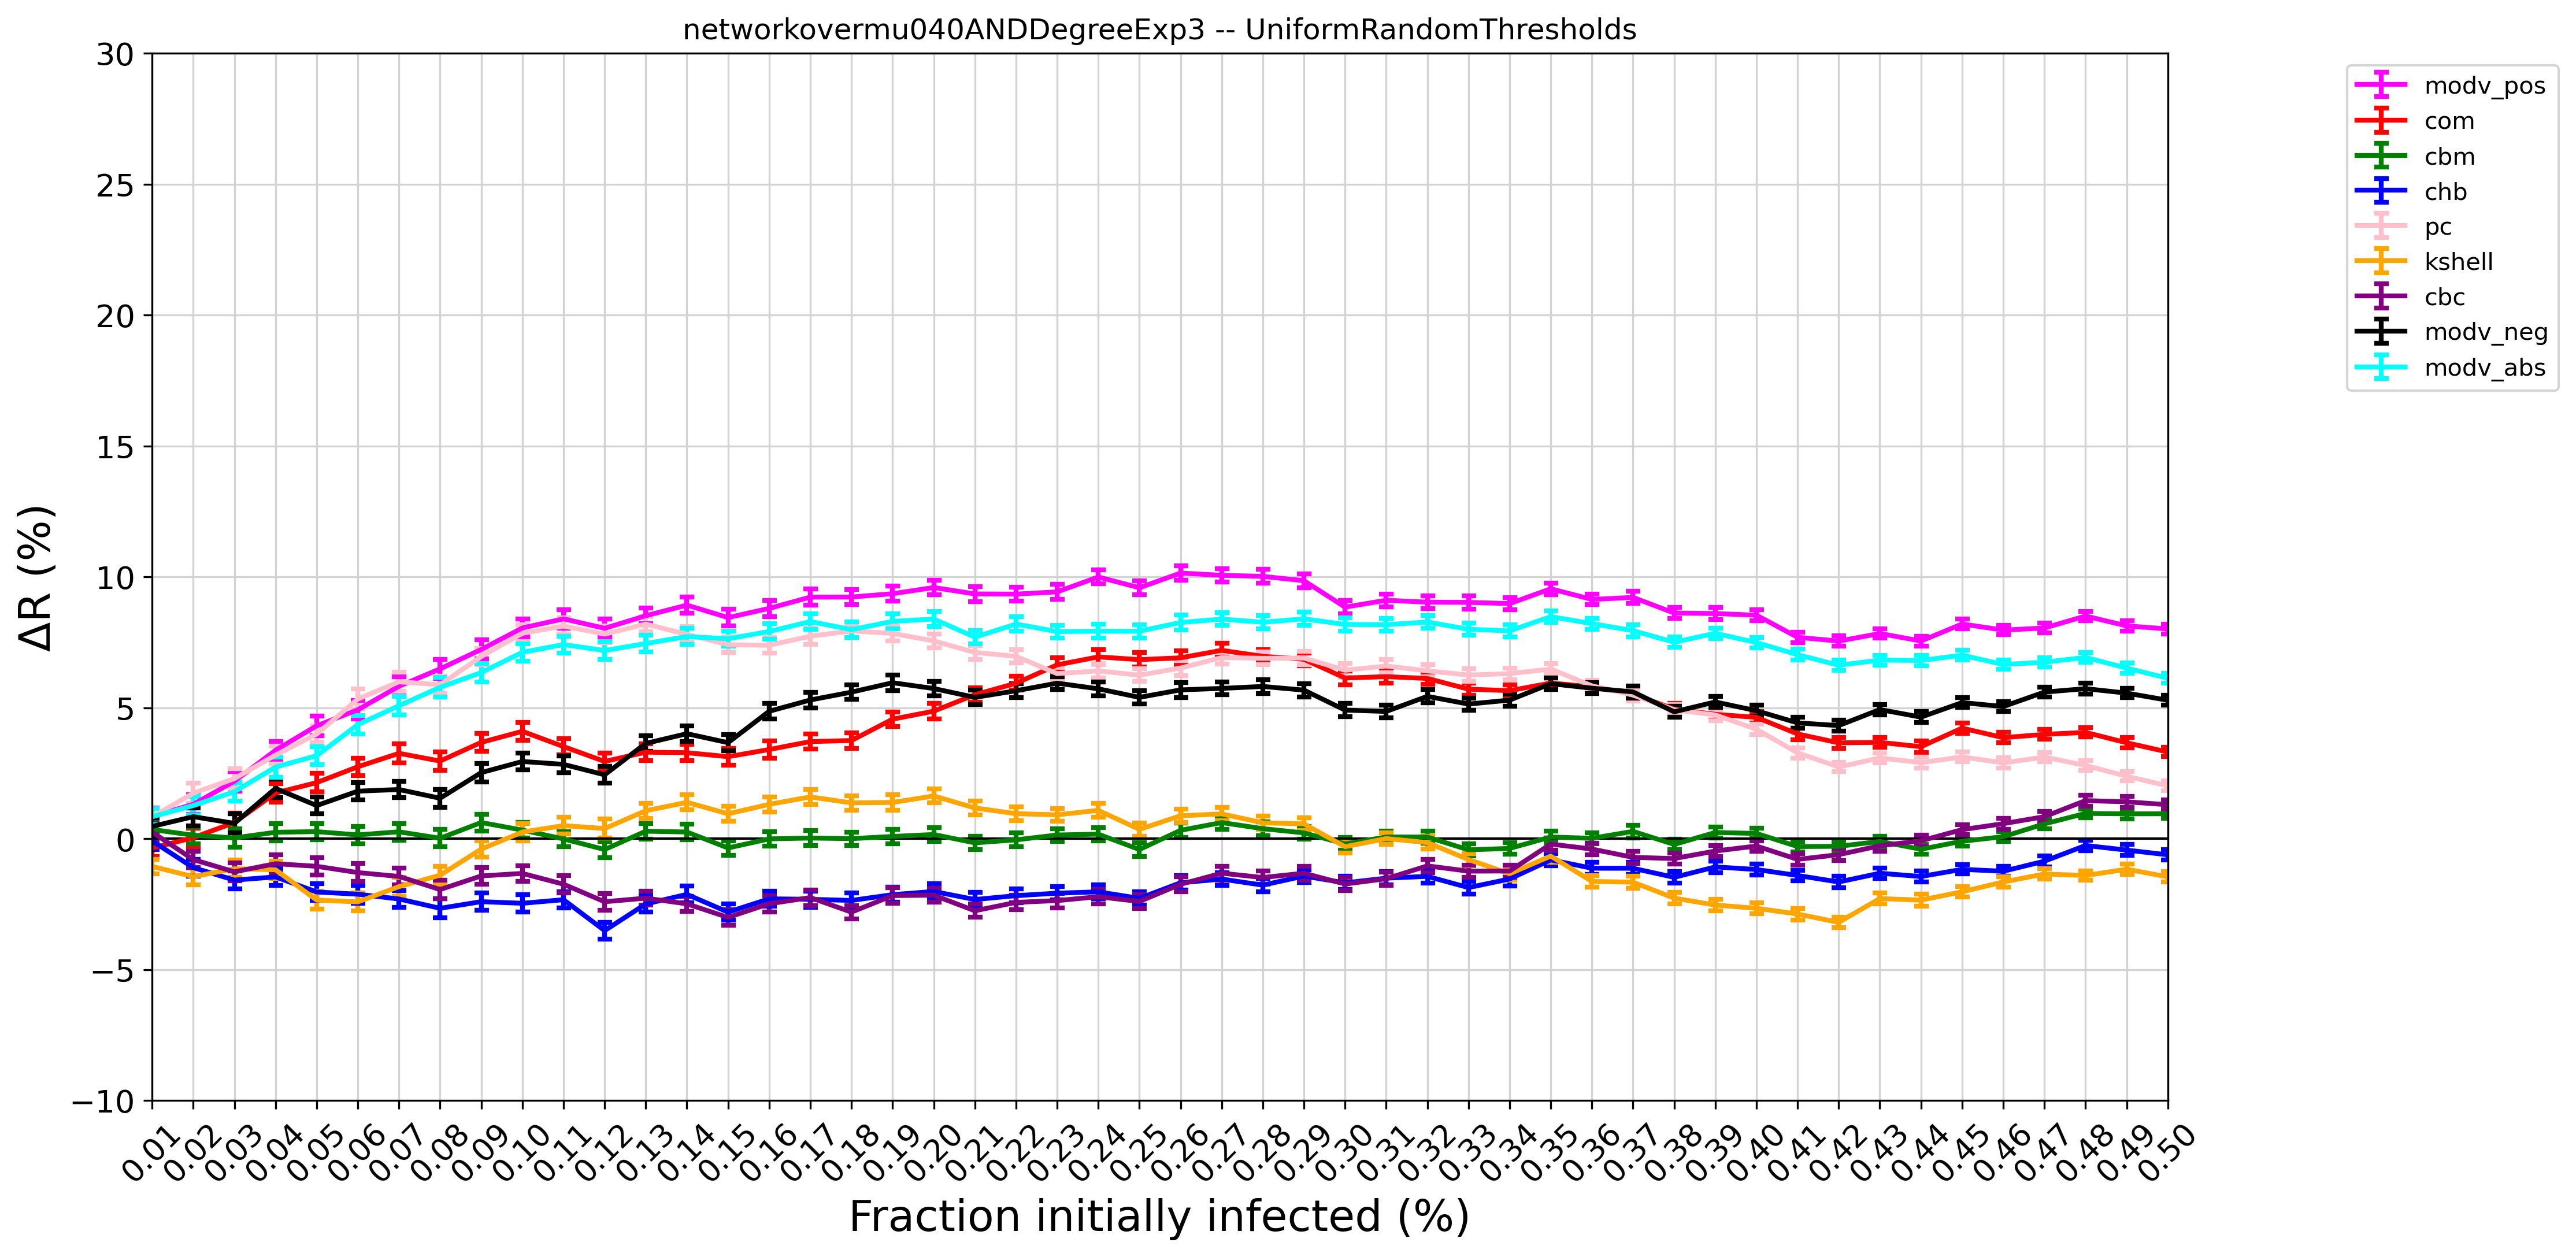 networkovermu040ANDDegreeExp3 -- UniformRandomThresholds
30
25
20
15
10
5
0
−5
−10
ΔR (%)
modv_pos
com
cbm
chb
pc
kshell
cbc
modv_neg
modv_abs
0.01 0.02 0.03 0.04 0.05 0.06 0.07 0.08 0.09 0.10 0.11 0.12 0.13 0.14 0.15 0.16 0.17 0.18 0.19 0.20 0.21 0.22 0.23 0.24 0.25 0.26 0.27 0.28 0.29 0.30 0.31 0.32 0.33 0.34 0.35 0.36 0.37 0.38 0.39 0.40 0.41 0.42 0.43 0.44 0.45 0.46 0.47 0.48 0.49 0.50
Fraction initially infected (%)